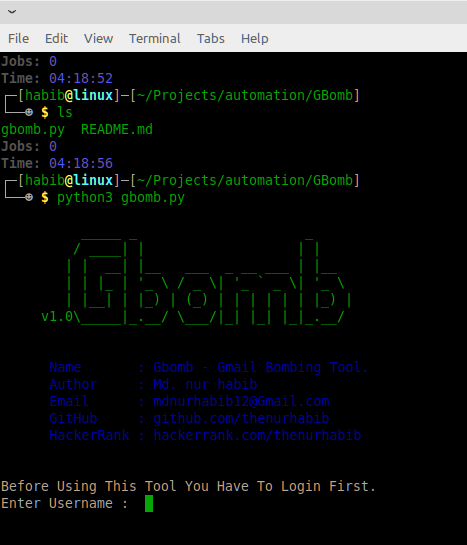 File Edit View Terminal Tabs Help
Jobs: 0
Time: 04:18:52
┌─[habib@linux]─[~/Projects/automation/GBomb]
└──☻ $ ls
gbomb.py README.md
Jobs: 0
Time: 04:18:56
┌─[habib@linux]─[~/Projects/automation/GBomb]
└──☻ $ python3 gbomb.py
Gbomb
v1.0
Name : Gbomb - Gmail Bombing Tool.
Author : Md. nur habib
Email : mdnurhabib12@Gmail.com
GitHub : github.com/thenurhabib
HackerRank : hackerrank.com/thenurhabib
Before Using This Tool You Have To Login First.
Enter Username :